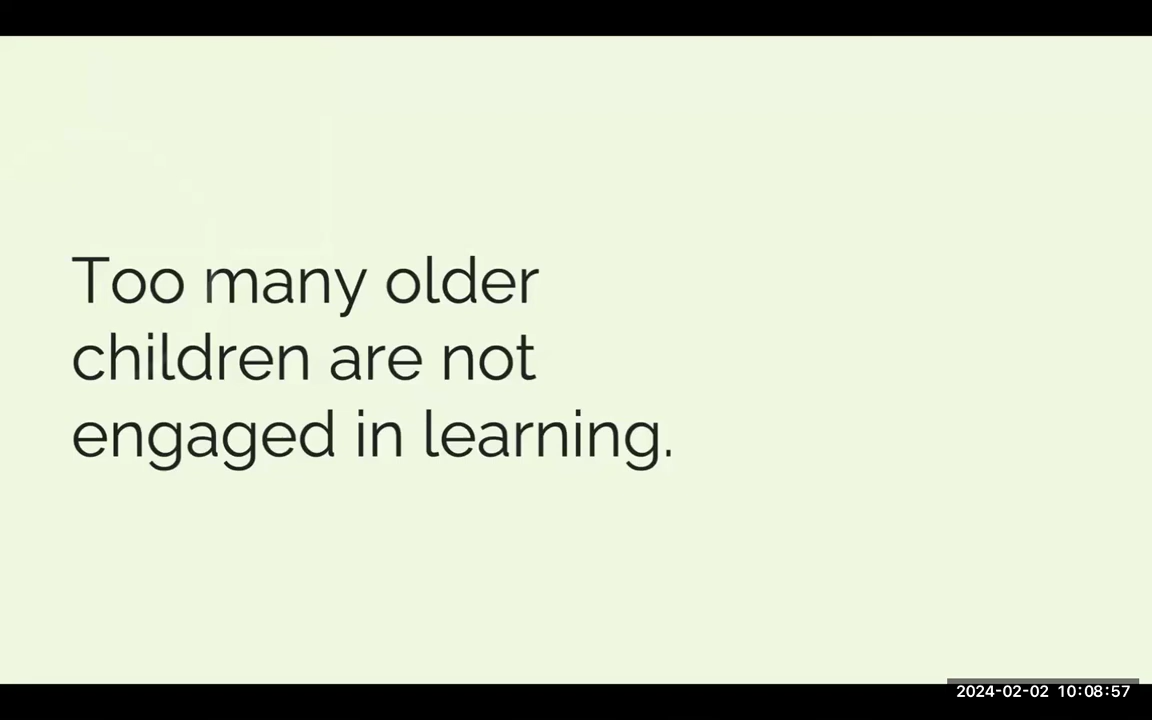 Too many older
children are not
engaged in learning.
2024-02-02 10:08:57